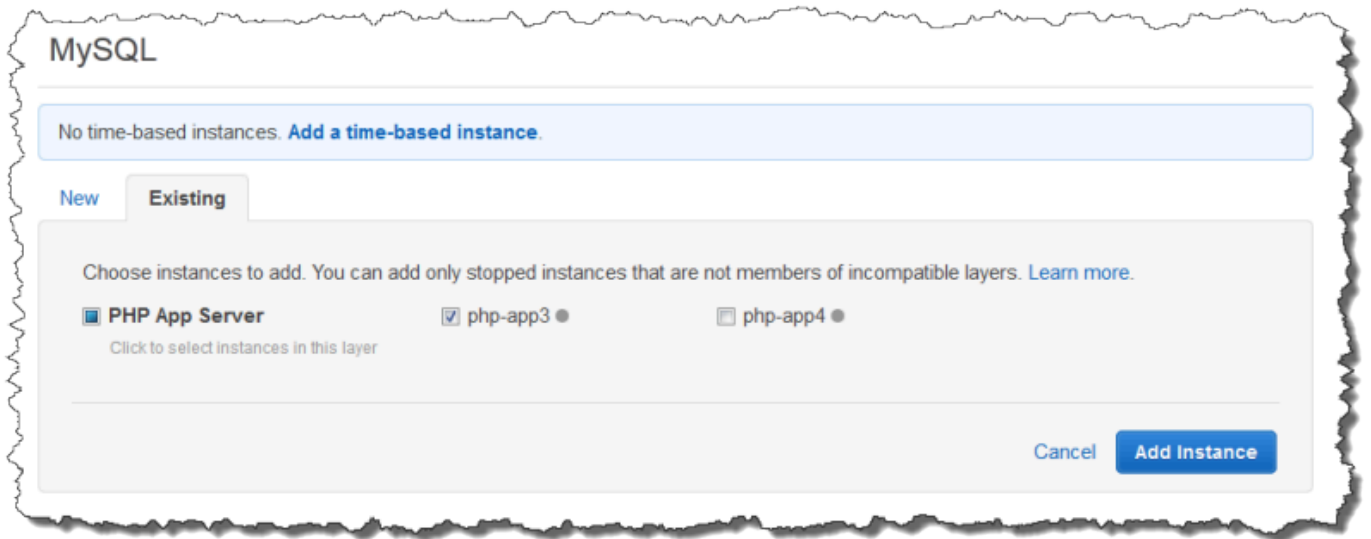 MySQL
No time-based instances. Add a time-based instance.
New Existing
Choose instances to add. You can add only stopped instances that are not members of incompatible layers. Learn more.
PHP App Server php-app3 php-app4
Click to select instances in this layer
Cancel Add Instance